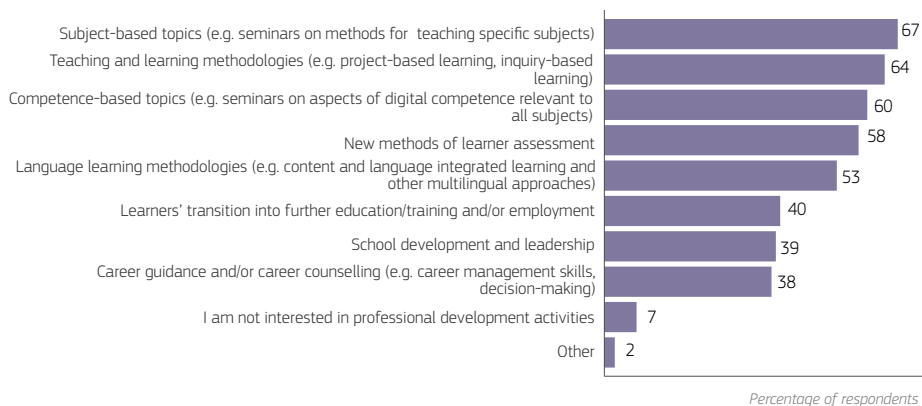 Subject-based topics (e.g. seminars on methods for teaching specific subjects)
67
Teaching and learning methodologies (e.g. project-based learning, inquiry-based
learning)
64
Competence-based topics (e.g. seminars on aspects of digital competence relevant to
all subjects)
60
New methods of learner assessment
58
Language learning methodologies (e.g. content and language integrated learning and
other multilingual approaches)
53
Learners' transition into further education/training and/or employment
40
School development and leadership
39
Career guidance and/or career counselling (e.g. career management skills,
decision-making)
38
I am not interested in professional development activities
7
Other
2
Percentage of respondents